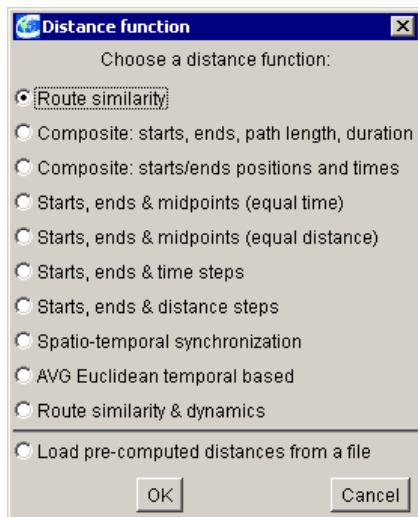 Distance function
Choose a distance function:
Route similarity
Composite: starts, ends, path length, duration
Composite: starts/ends positions and times
Starts, ends & midpoints (equal time)
Starts, ends & midpoints (equal distance)
Starts, ends & time steps
Starts, ends & distance steps
Spatio-temporal synchronization
AVG Euclidean temporal based
Route similarity & dynamics
Load pre-computed distances from a file
OK Cancel